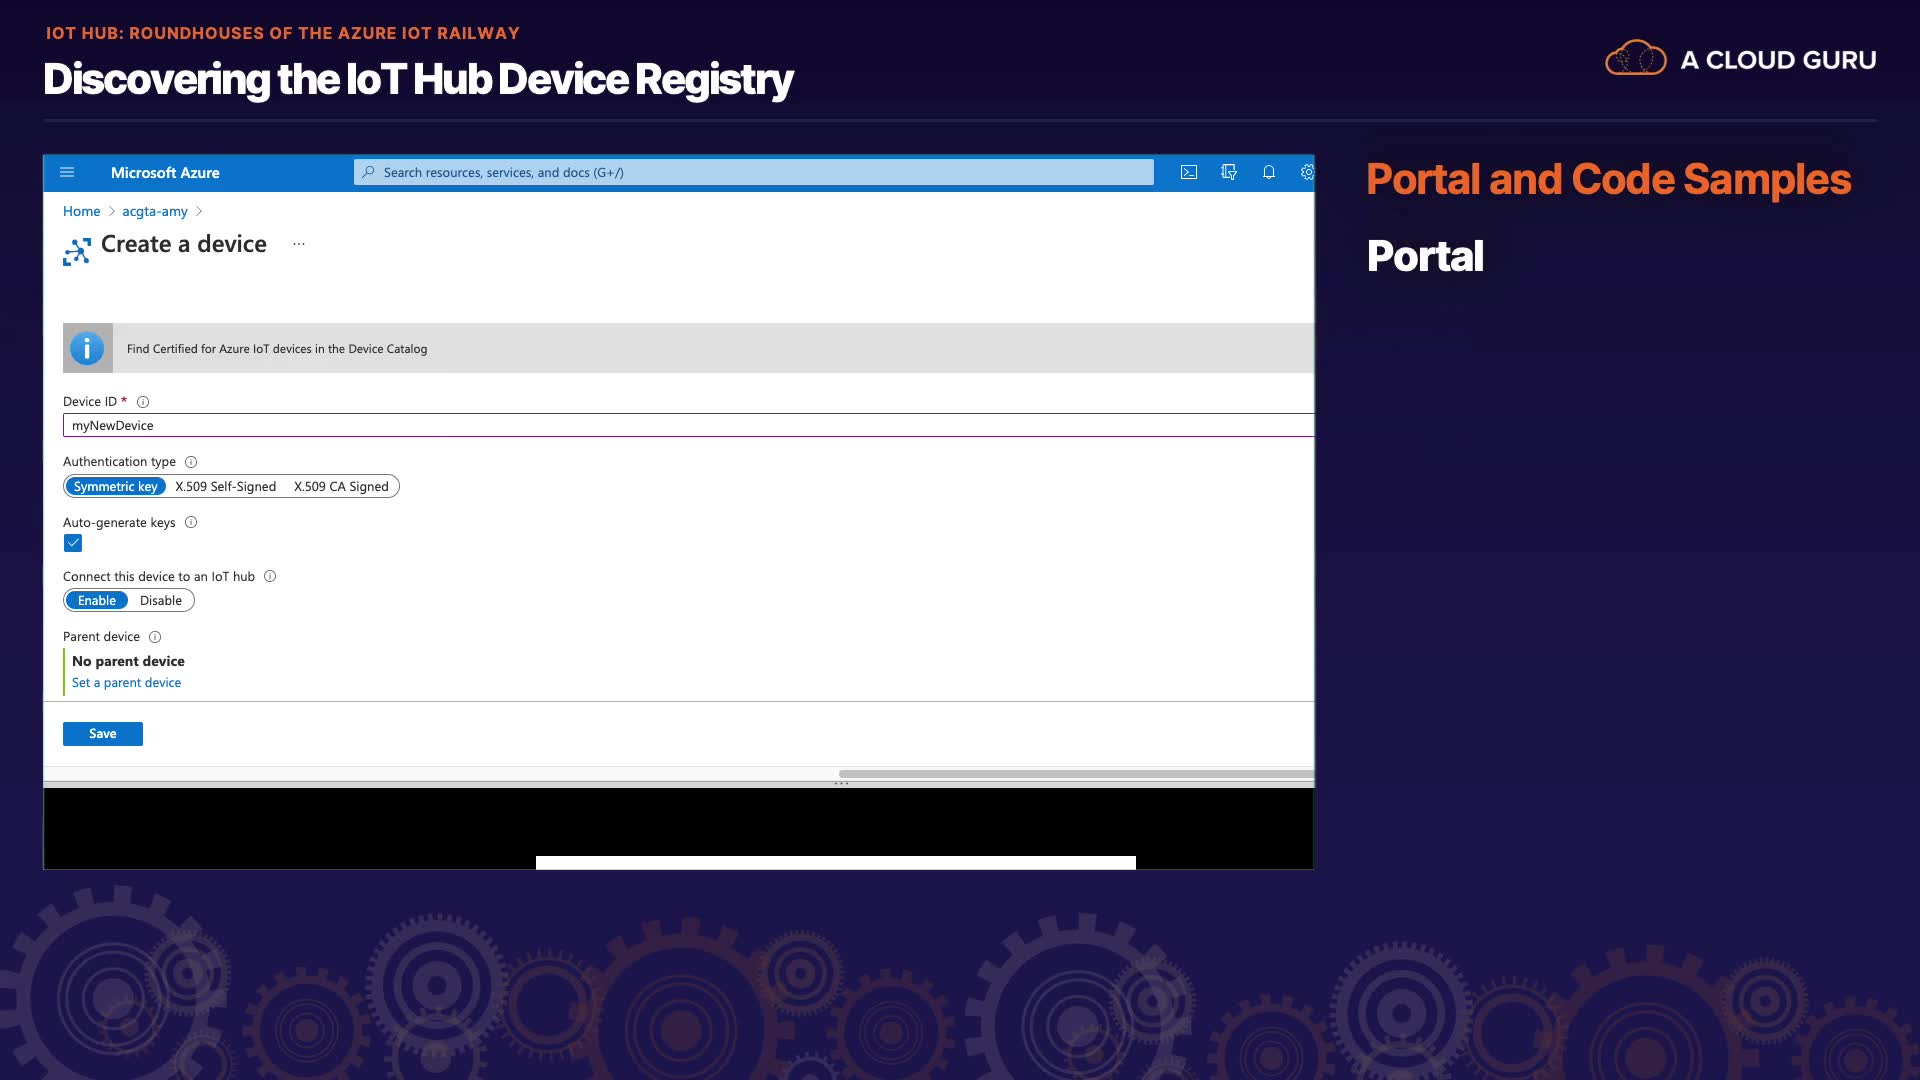 IOT HUB: ROUNDHOUSES OF THE AZURE IOT RAILWAY
Discovering the IoT Hub Device Registry
A CLOUD GURU
Microsoft Azure
Search resources, services, and docs (G+/)
Home > acgta-amy >
Create a device ...
Find Certified for Azure IoT devices in the Device Catalog
Device ID *
myNewDevice
Authentication type
Symmetric key X.509 Self-Signed X.509 CA Signed
Auto-generate keys
Connect this device to an IoT hub
Enable Disable
Parent device
No parent device
Set a parent device
Save
Portal and Code Samples
Portal